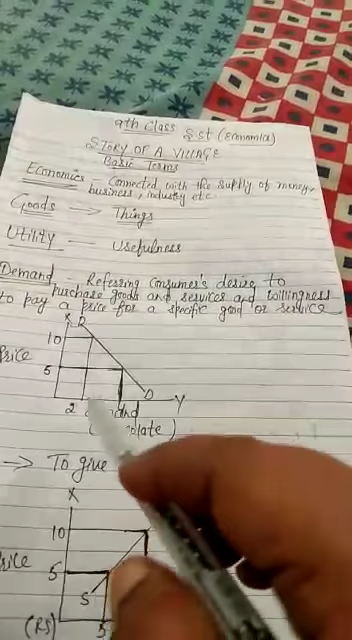 9th Class S.st (Economics)
STORY OF A VILLAGE
Basic Terms
Economics - Connected with the supply of money,
business, industry etc.
Goods → Things
Utility - Usefulness
Demand - Refering consumer's desire to
purchase goods and services and willingness
to pay a price for a specific good or service
X D
10
Price
5
D Y
2
→ To give
X
10
Price 5
S
(RS) 5